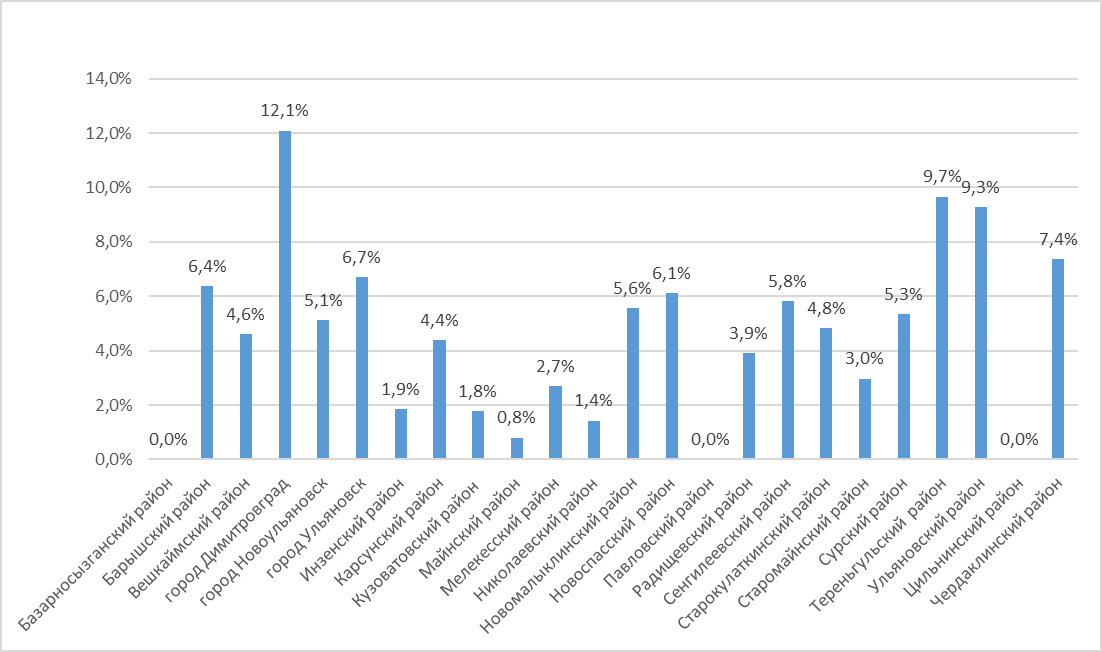 14,0%
12,0%
10,0%
8,0%
6,0%
4,0%
2,0%
0,0%
0,0%
6,4%
4,6%
12,1%
5,1%
6,7%
1,9%
4,4%
1,8%
0,8%
2,7%
1,4%
5,6%
6,1%
0,0%
3,9%
5,8%
4,8%
3,0%
5,3%
9,7%
9,3%
0,0%
7,4%
Базарносызганский район
Барышский район
Вешкаймский район
город Димитровград
город Новоульяновск
город Ульяновск
Инзенский район
Карсунский район
Кузоватовский район
Майнский район
Мелекесский район
Николаевский район
Новомалыклинский район
Новоспасский район
Павловский район
Радищевский район
Сенгилеевский район
Старокулаткинский район
Старомайнский район
Сурский район
Тереньгульский район
Ульяновский район
Цильнинский район
Чердаклинский район